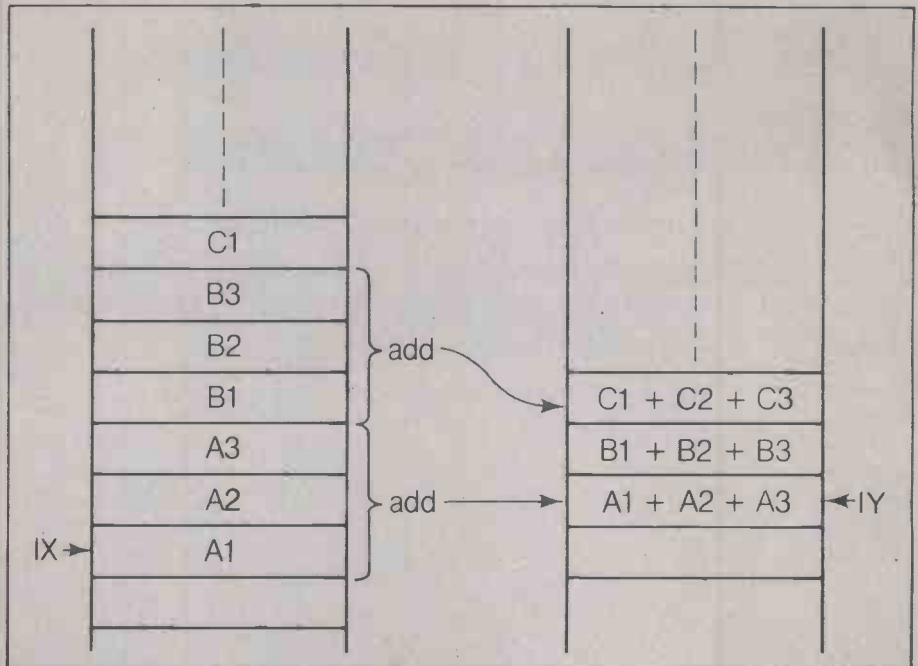 C1
B3
B2
B1
A3
A2
A1
IX
add
add
C1 + C2 + C3
B1 + B2 + B3
A1 + A2 + A3
IY